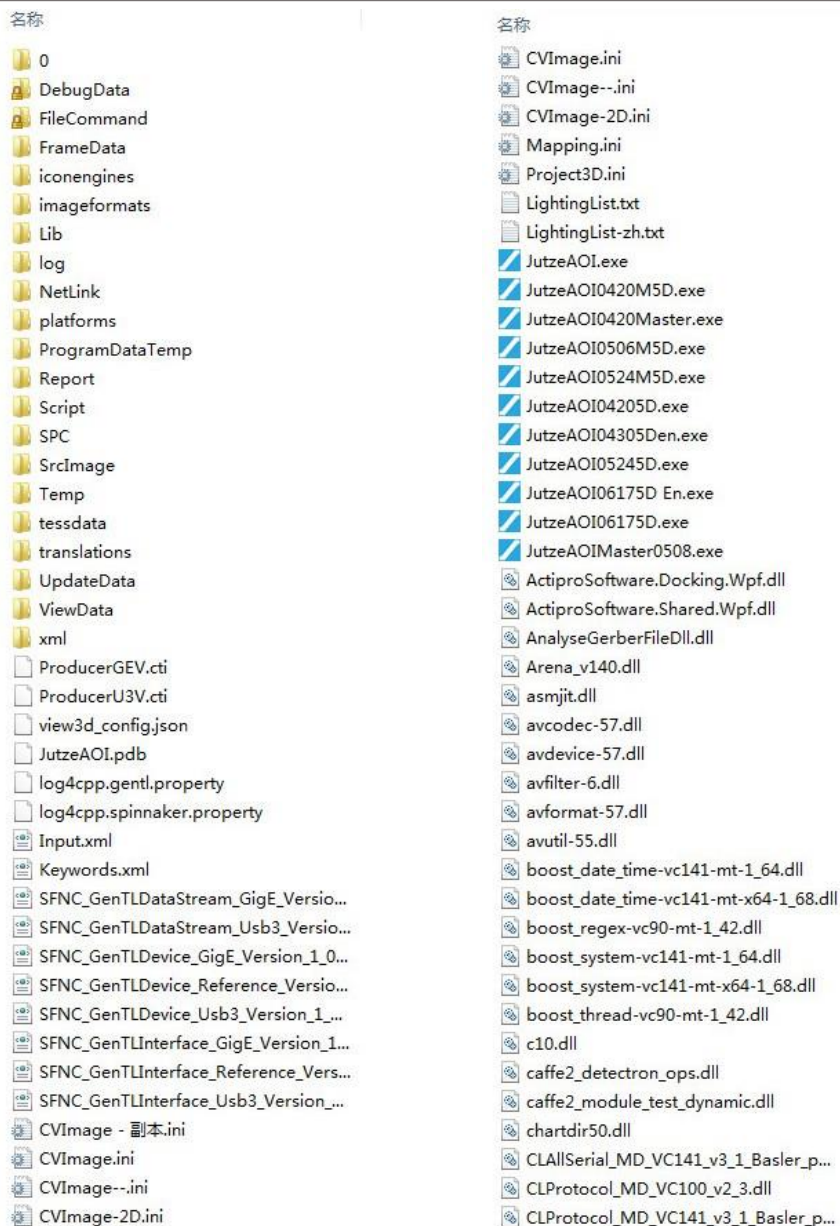 名称
0
DebugData
FileCommand
FrameData
iconengines
imageformats
Lib
log
NetLink
platforms
ProgramDataTemp
Report
Script
SPC
SrcImage
Temp
tessdata
translations
UpdateData
ViewData
xml
ProducerGEV.cti
ProducerU3V.cti
view3d_config.json
JutzeAOI.pdb
log4cpp.gentl.property
log4cpp.spinnaker.property
Input.xml
Keywords.xml
SFNC_GenTLDataStream_GigE_Versio...
SFNC_GenTLDataStream_Usb3_Versio...
SFNC_GenTLDevice_GigE_Version_1_0...
SFNC_GenTLDevice_Reference_Versio...
SFNC_GenTLDevice_Usb3_Version_1_...
SFNC_GenTLInterface_GigE_Version_1...
SFNC_GenTLInterface_Reference_Vers...
SFNC_GenTLInterface_Usb3_Version_...
CVImage - 副本.ini
CVImage.ini
CVImage--.ini
CVImage-2D.ini
名称
CVImage.ini
CVImage--.ini
CVImage-2D.ini
Mapping.ini
Project3D.ini
LightingList.txt
LightingList-zh.txt
JutzeAOI.exe
JutzeAOI0420M5D.exe
JutzeAOI0420Master.exe
JutzeAOI0506M5D.exe
JutzeAOI0524M5D.exe
JutzeAOI04205D.exe
JutzeAOI04305Den.exe
JutzeAOI05245D.exe
JutzeAOI06175D En.exe
JutzeAOI06175D.exe
JutzeAOIMaster0508.exe
ActiproSoftware.Docking.Wpf.dll
ActiproSoftware.Shared.Wpf.dll
AnalyseGerberFileDll.dll
Arena_v140.dll
asmjit.dll
avcodec-57.dll
avdevice-57.dll
avfilter-6.dll
avformat-57.dll
avutil-55.dll
boost_date_time-vc141-mt-1_64.dll
boost_date_time-vc141-mt-x64-1_68.dll
boost_regex-vc90-mt-1_42.dll
boost_system-vc141-mt-1_64.dll
boost_system-vc141-mt-x64-1_68.dll
boost_thread-vc90-mt-1_42.dll
c10.dll
caffe2_detectron_ops.dll
caffe2_module_test_dynamic.dll
chartdir50.dll
CLAllSerial_MD_VC141_v3_1_Basler_p...
CLProtocol_MD_VC100_v2_3.dll
CLProtocol_MD_VC141_v3_1_Basler_p...